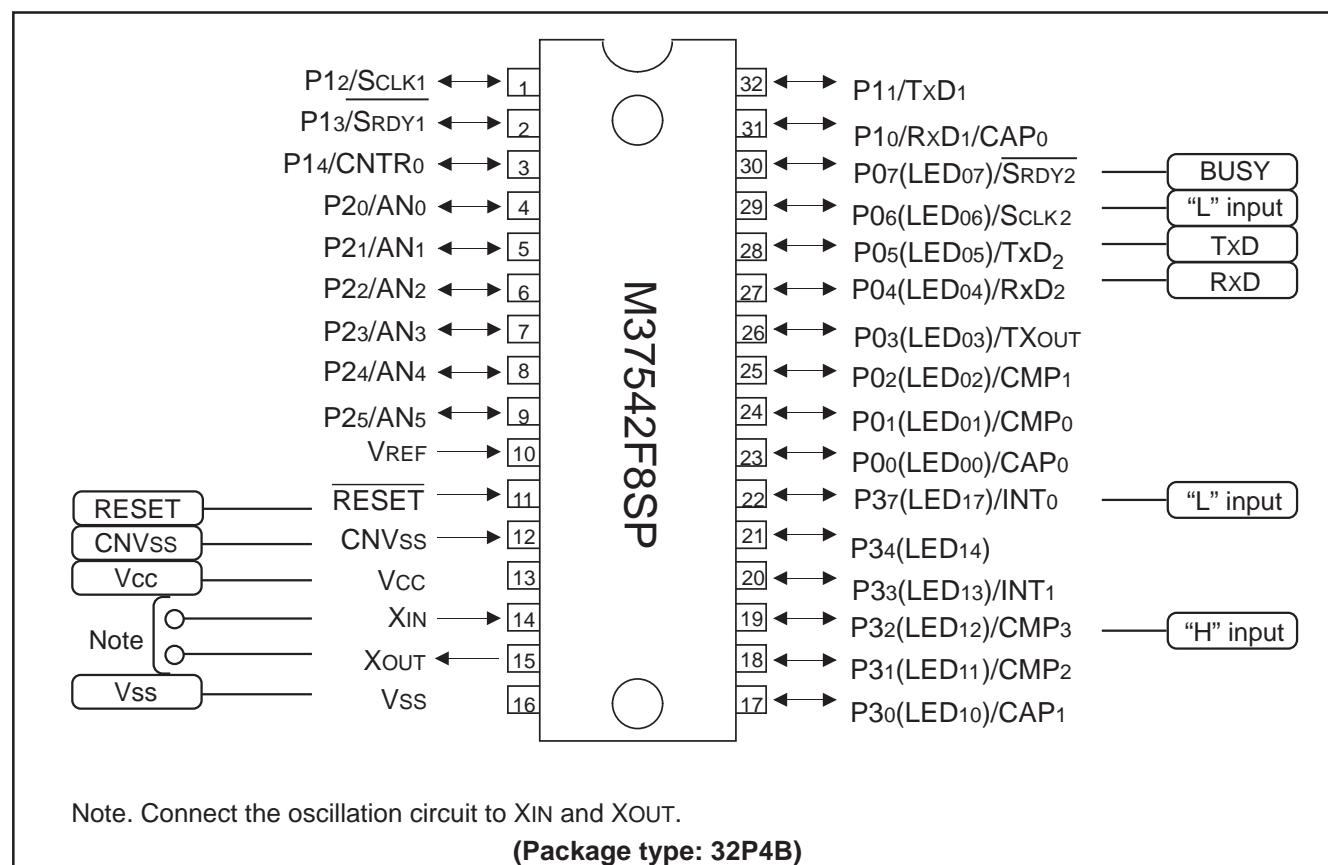 P12/SCLK1 1 32 P11/TXD1
P13/SRDY1 2 31 P10/RXD1/CAP0
P14/CNTR0 3 30 P07(LED07)/SRDY2 BUSY
P20/AN0 4 29 P06(LED06)/SCLK2 “L” input
P21/AN1 5 28 P05(LED05)/TxD2 TXD
P22/AN2 6 27 P04(LED04)/RxD2 RXD
P23/AN3 7 26 P03(LED03)/TXOUT
P24/AN4 8 25 P02(LED02)/CMP1
P25/AN5 9 24 P01(LED01)/CMP0
VREF 10 23 P00(LED00)/CAP0
RESET RESET 11 22 P37(LED17)/INT0 “L” input
CNVSS CNVSS 12 21 P34(LED14)
Vcc VCC 13 20 P33(LED13)/INT1
XIN 14 19 P32(LED12)/CMP3 “H” input
Note
XOUT 15 18 P31(LED11)/CMP2
Vss VSS 16 17 P30(LED10)/CAP1
M37542F8SP
Note. Connect the oscillation circuit to XIN and XOUT.
(Package type: 32P4B)